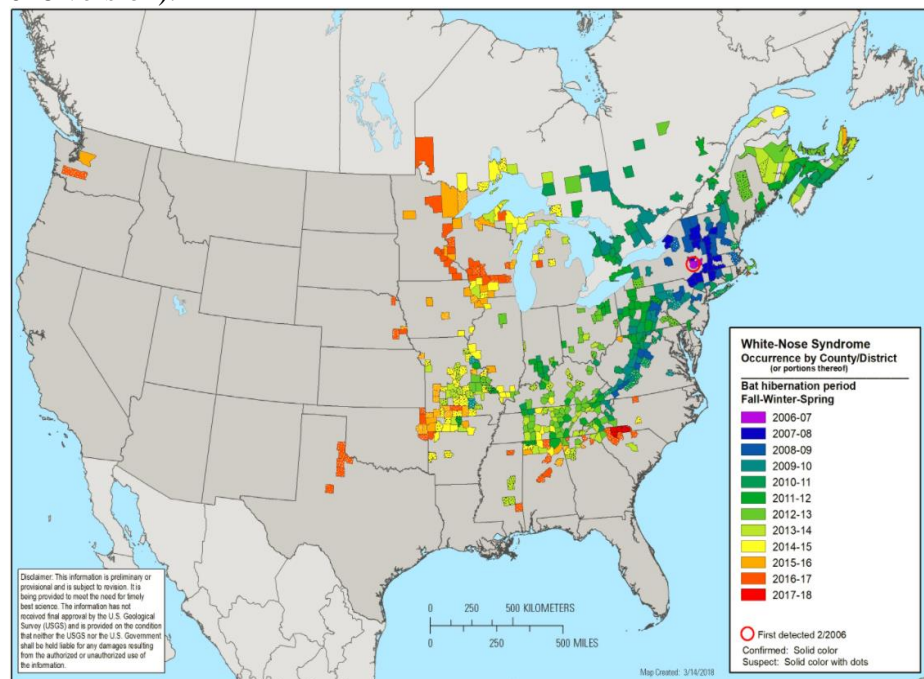 White-Nose Syndrome
Occurrence by County/District
(or portions thereof)
Bat hibernation period
Fall-Winter-Spring
2006-07
2007-08
2008-09
2009-10
2010-11
2011-12
2012-13
2013-14
2014-15
2015-16
2016-17
2017-18
First detected 2/2006
Confirmed: Solid color
Suspect: Solid color with dots
Disclaimer: This information is preliminary or
provisional and is subject to revision. It is
being provided to meet the need for timely
best science. The information has not
received final approval by the U.S. Geological
Survey (USGS) and is provided on the condition
that neither the USGS nor the U.S. Government
shall be held liable for any damages resulting
from the authorized or unauthorized use of
the information.
0 250 500 KILOMETERS
0 250 500 MILES
Map Created: 3/14/2018